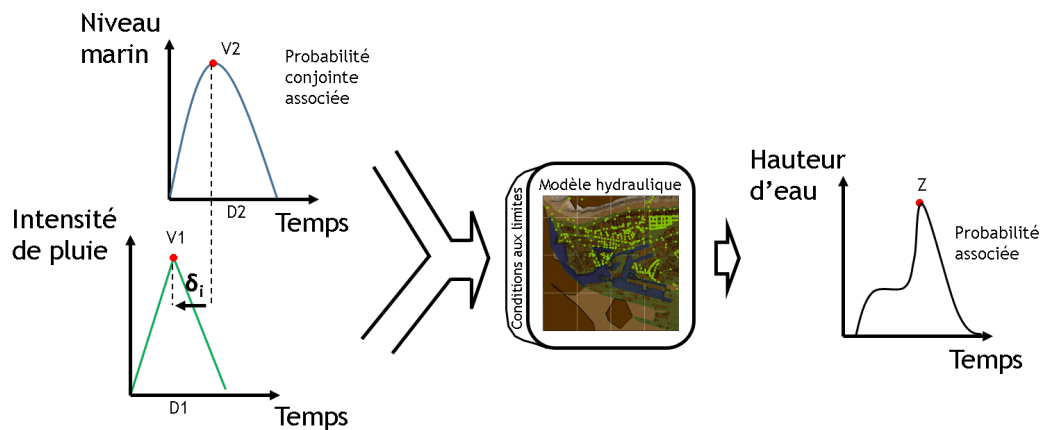 Niveau
marin
V2
Probabilité
conjointe
associée
D2
Temps
Intensité
de pluie
V1
δi
D1
Temps
Conditions aux limites
Modèle hydraulique
Hauteur
d’eau
Z
Probabilité
associée
Temps